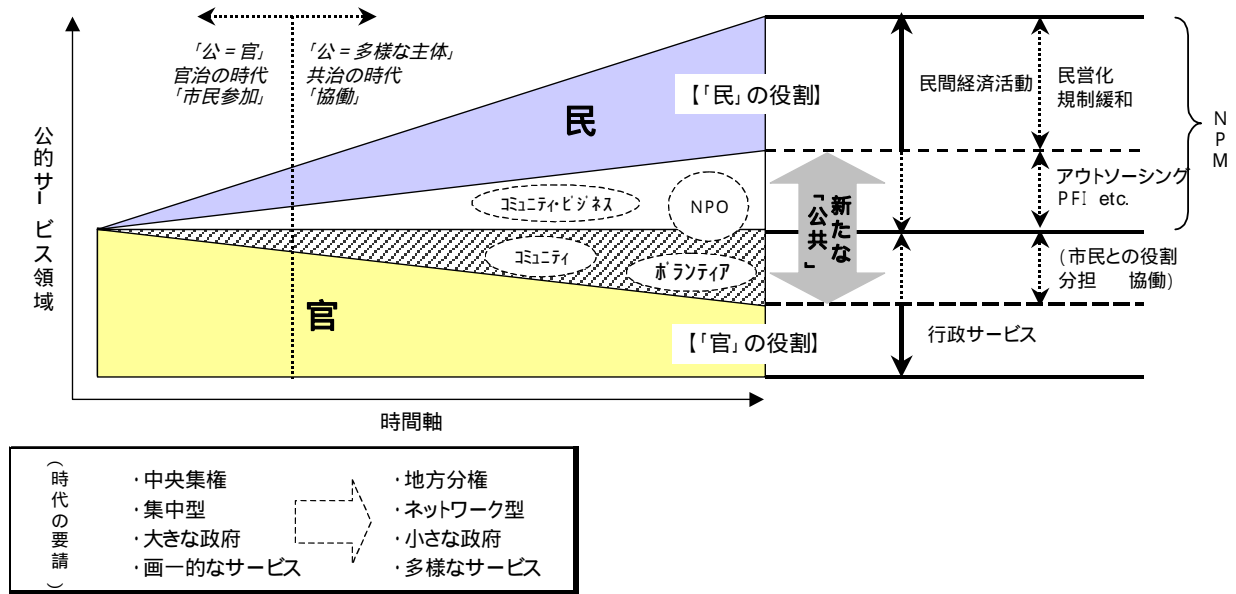 「公=官」
官治の時代
「市民参加」
「公=多様な主体」
共治の時代
「協働」
公的サービス領域
民
官
【「民」の役割】
【「官」の役割】
コミュニティ・ビジネス
NPO
コミュニティ
ボランティア
新たな
「公共」
民間経済活動
民営化
規制緩和
アウトソーシング
PFI etc.
(市民との役割
分担 協働)
行政サービス
NPM
時間軸
(時代の要請)
・中央集権
・集中型
・大きな政府
・画一的なサービス
・地方分権
・ネットワーク型
・小さな政府
・多様なサービス